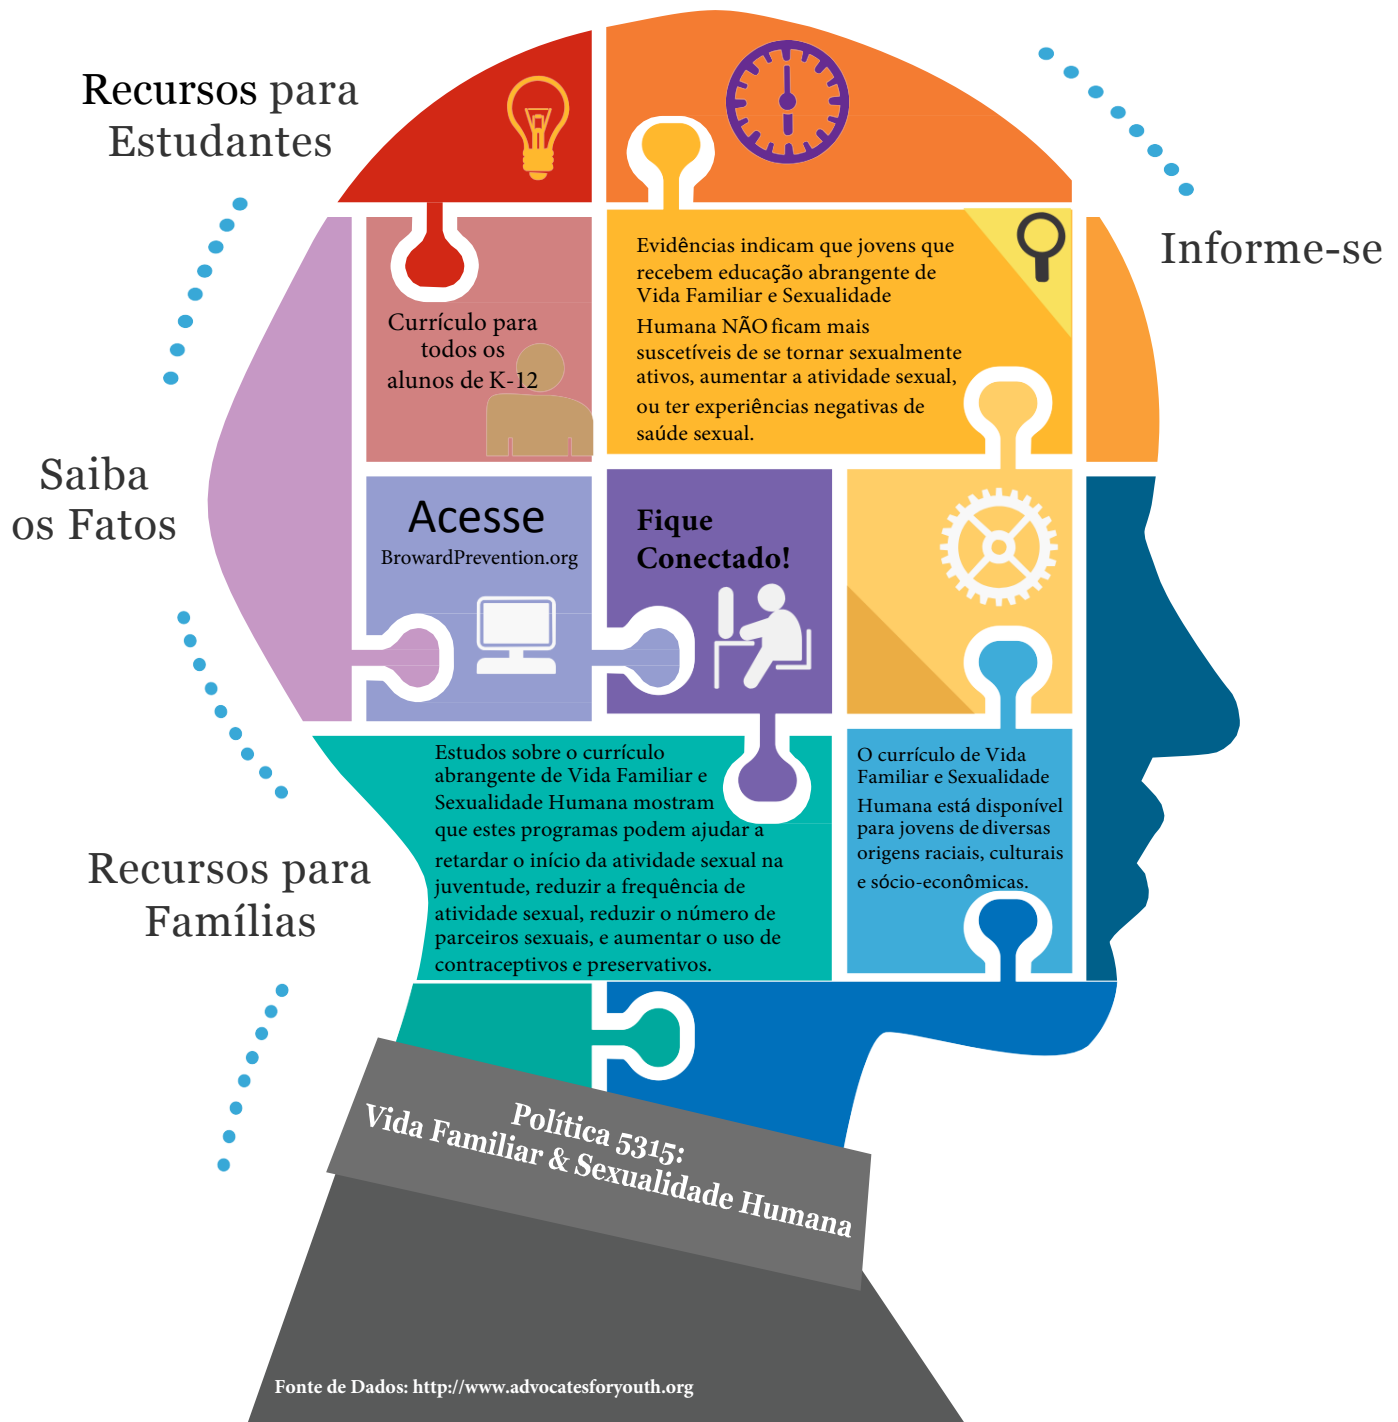 Recursos para
Estudantes
Informe-se
Evidências indicam que jovens que
recebem educação abrangente de
Vida Familiar e Sexualidade
Humana NÃO ficam mais
suscetíveis de se tornar sexualmente
ativos, aumentar a atividade sexual,
ou ter experiências negativas de
saúde sexual.
Currículo para
todos os
alunos de K-12
Saiba
os Fatos
Acesse
BrowardPrevention.org
Fique
Conectado!
Estudos sobre o currículo
abrangente de Vida Familiar e
Sexualidade Humana mostram
que estes programas podem ajudar a
retardar o início da atividade sexual na
juventude, reduzir a frequência de
atividade sexual, reduzir o número de
parceiros sexuais, e aumentar o uso de
contraceptivos e preservativos.
O currículo de Vida
Familiar e Sexualidade
Humana está disponível
para jovens de diversas
origens raciais, culturais
e sócio-econômicas.
Recursos para
Famílias
Política 5315:
Vida Familiar & Sexualidade Humana
Fonte de Dados: http://www.advocatesforyouth.org